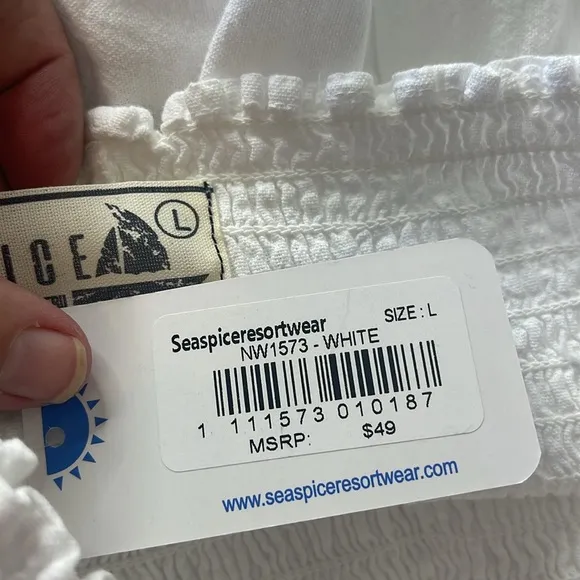 L
ICE
Seaspiceresortwear
SIZE : L
NW1573 - WHITE
1 111573 010187
MSRP: $49
www.seaspiceresortwear.com